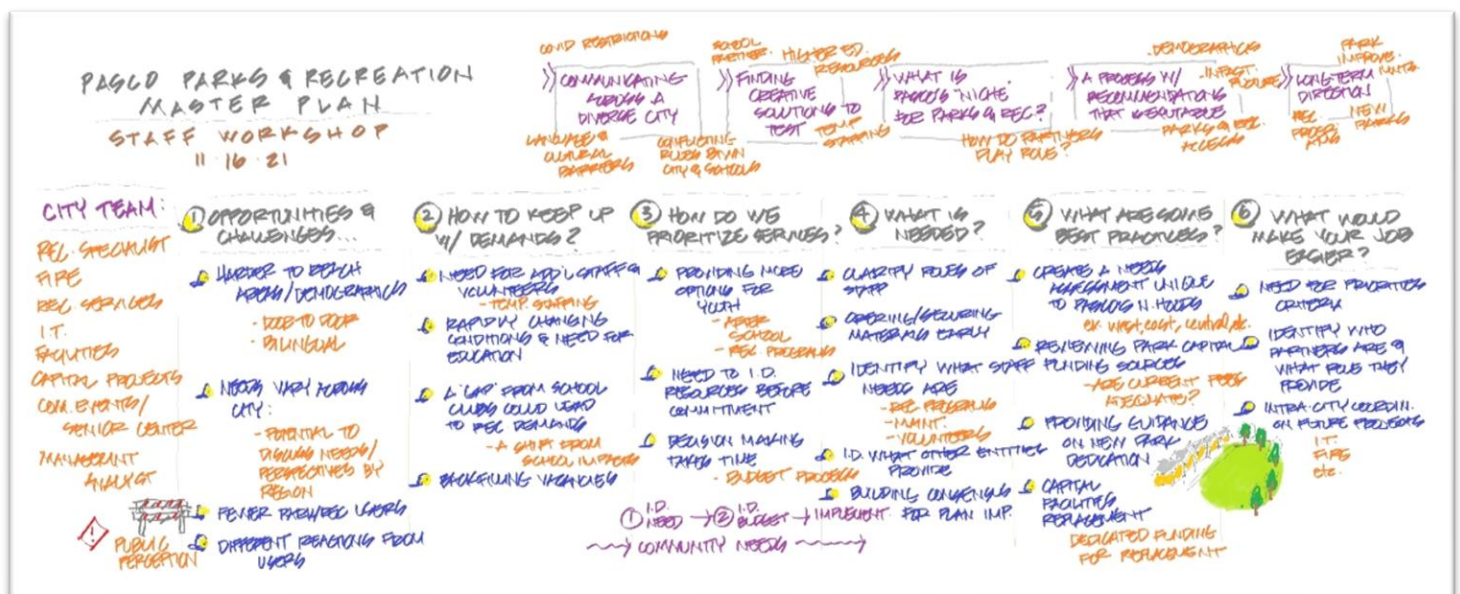 PASCO PARKS & RECREATION
MASTER PLAN
STAFF WORKSHOP
11·16·21
COVID RESTRICTIONS
COMMUNICATING
ACROSS A
DIVERSE CITY
LANGUAGE &
CULTURAL
BARRIERS
CONFLICTING
RULES BTWN
CITY & SCHOOLS
SCHOOL
PARTNER.
HIGHER ED.
RESOURCES
FINDING
CREATIVE
SOLUTIONS TO
TEST
TEMP
STAFFING
WHAT IS
PASCO'S "NICHE"
FOR PARKS & REC?
HOW DO PARTNERS
PLAY ROLE?
·DEMOGRAPHICS
·INFAST.
FUTURE
A PROCESS W/
RECOMMENDATIONS
THAT IS EQUITABLE
PARKS & REC.
ACCESS
PARK
IMPROVE-
MENTS
LONG-TERM
DIRECTION
REC.
PROGR-
AMS
NEW
PARKS
CITY TEAM:
REC. SPECIALIST
FIRE
REC. SERVICES
I.T.
FACILITIES
CAPITAL PROJECTS
COM. EVENTS/
SENIOR CENTER
MANAGEMENT
ANALYST
! PUBLIC
PERCEPTION
1 OPPORTUNITIES &
CHALLENGES...
HARDER TO REACH
AREAS/DEMOGRAPHICS
- DOOR TO DOOR
- BILINGUAL
NEEDS VARY ACROSS
CITY:
- POTENTIAL TO
DISCUSS NEEDS/
PERSPECTIVES BY
REGION
FEWER PARK/REC USERS
DIFFERENT REACTIONS FROM
USERS
2 HOW TO KEEP UP
W/ DEMANDS?
NEED FOR ADD'L STAFF &
VOLUNTEERS
- TEMP. STAFFING
RAPIDLY CHANGING
CONDITIONS & NEED FOR
EDUCATION
A "GAP" FROM SCHOOL
CLUBS COULD LEAD
TO REC DEMANDS
- A SHIFT FROM
SCHOOL IMPACTS
BACKFILLING VACANCIES
3 HOW DO WE
PRIORITIZE SERVICES?
PROVIDING MORE
OPTIONS FOR
YOUTH
- AFTER
SCHOOL
- REC. PROGRAMS
NEED TO I.D.
RESOURCES BEFORE
COMMITMENT
DECISION MAKING
TAKES TIME
- BUDGET PROCESS
1 I.D. NEED → 2 I.D. BUDGET → IMPLEMENT
COMMUNITY NEEDS
4 WHAT IS
NEEDED?
CLARITY ROLES OF
STAFF
ORDERING/SECURING
MATERIALS EARLY
IDENTIFY WHAT STAFF
NEEDS ARE
- REC PROGRAMS
- MAINT.
- VOLUNTEERS
I.D. WHAT OTHER ENTITIES
PROVIDE
BUILDING CONSENSUS
FOR PLAN IMP.
5 WHAT ARE SOME
BEST PRACTICES?
CREATE A NEEDS
ASSESSMENT UNIQUE
TO PASCO'S N.HOODS
ex. west, east, central, etc.
REVIEWING PARK CAPITAL
FUNDING SOURCES
- ARE CURRENT FEES
ADEQUATE?
PROVIDING GUIDANCE
ON NEW PARK
DEDICATION
CAPITAL
FACILITIES
REPLACEMENT
DEDICATED FUNDING
FOR REPLACEMENT
6 WHAT WOULD
MAKE YOUR JOB
EASIER?
NEED FOR PRIORITIES
CRITERIA
IDENTIFY WHO
PARTNERS ARE &
WHAT ROLE THEY
PROVIDE
INTRA-CITY COORDIN.
ON FUTURE PROJECTS
I.T.
FIRE
etc.